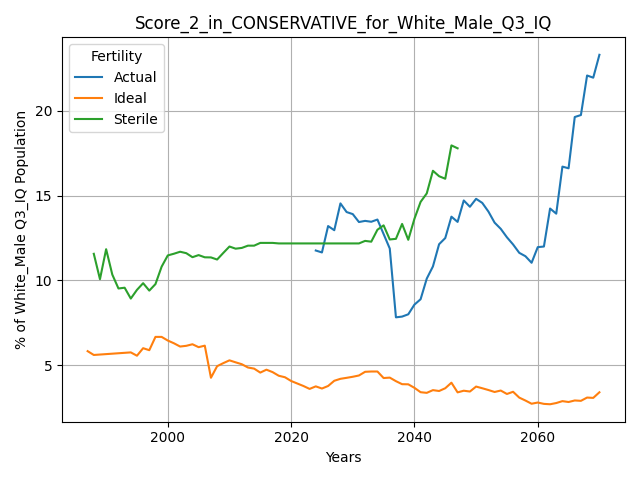 Score_2_in_CONSERVATIVE_for_White_Male_Q3_IQ
Fertility
Actual
Ideal
Sterile
% of White_Male Q3_IQ Population
20
15
10
5
2000
2020
2040
2060
Years